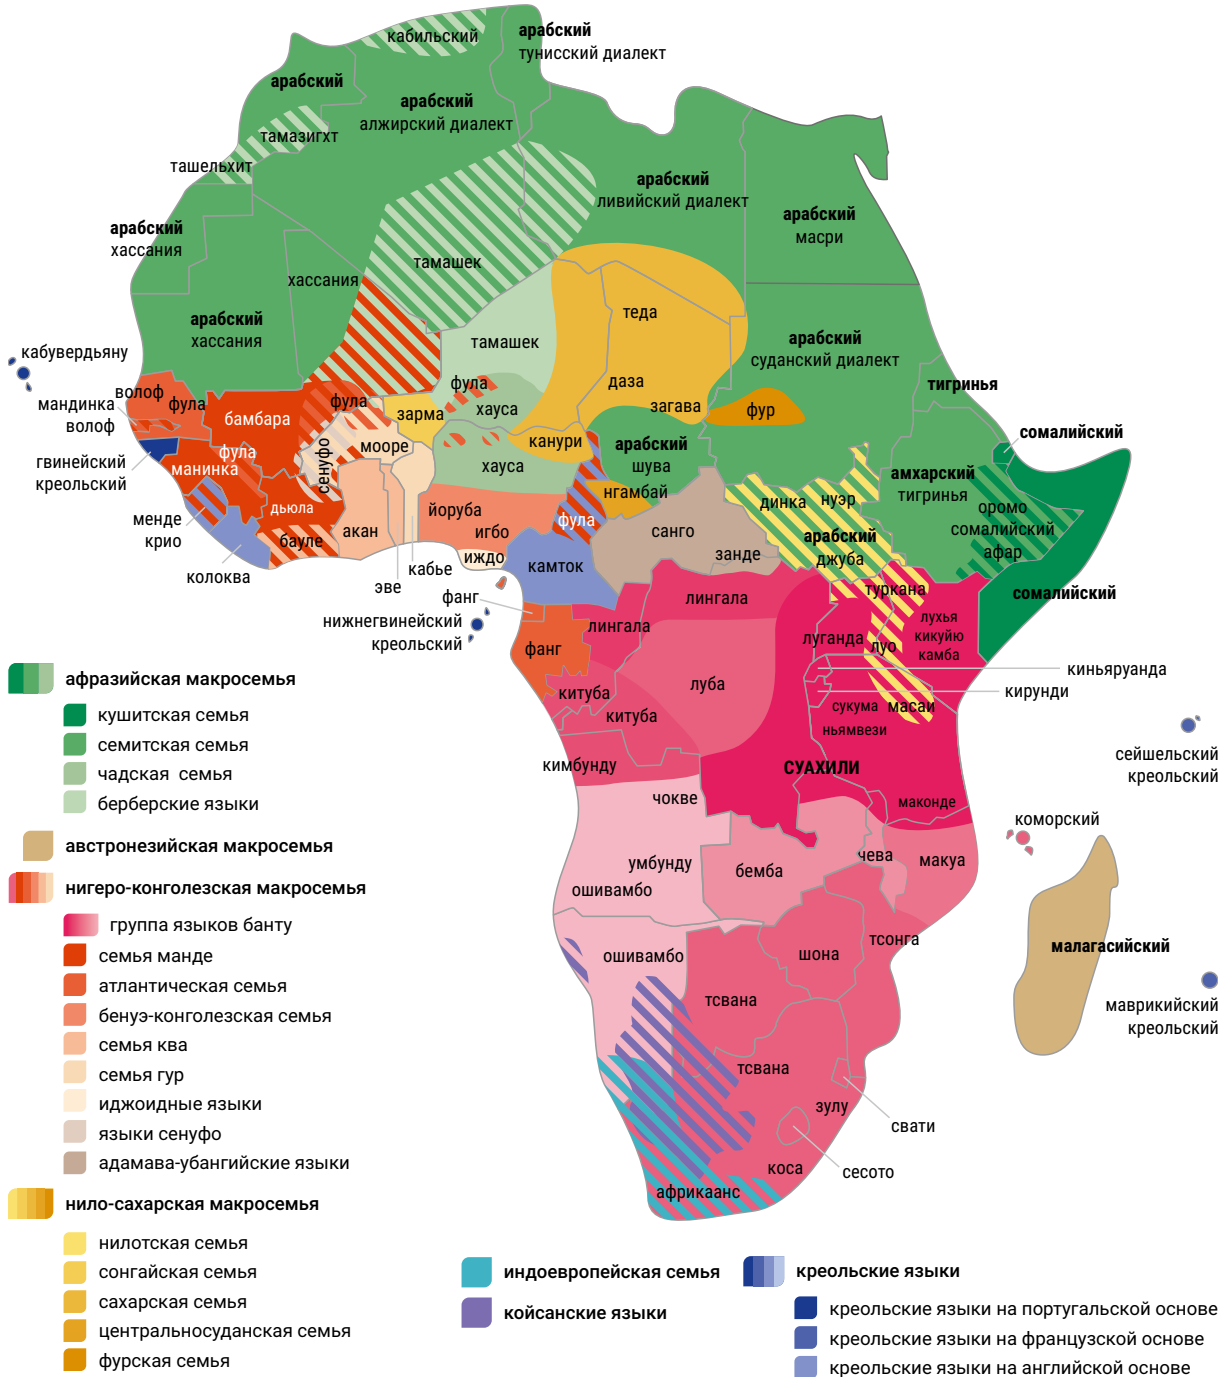 кабильский
арабский
тунисский диалект
арабский
арабский
алжирский диалект
тамазигхт
ташельхит
арабский
ливийский диалект
арабский
масри
арабский
хассания
хассания
тамашек
арабский
хассания
теда
тамашек
арабский
суданский диалект
кабувердьяну
волоф
фула
мандинка
волоф
бамбара
фула
зарма
фула
хауса
даза
загава
фур
тигринья
сомалийский
гвинейский
креольский
фула
манинка
сенуфо
мооре
канури
хауса
арабский
шува
нгамбай
амхарский
тигринья
динка
нуэр
оромо
сомалийский
афар
менде
крио
дьюла
бауле
акан
йоруба
игбо
фула
санго
занде
арабский
джуба
колоква
эве
кабье
иждо
камток
фанг
нижнегвинейский
креольский
фанг
лингала
лингала
туркана
сомалийский
лухья
кикуйю
камба
луганда
луо
киньяруанда
кирунди
китуба
китуба
луба
сукума
масаи
ньямвези
сейшельский
креольский
кимбунду
СУАХИЛИ
чокве
маконде
коморский
умбунду
ошивамбо
бемба
чева
макуа
ошивамбо
шона
тсонга
малагасийский
тсвана
маврикийский
креольский
тсвана
зулу
свати
коса
сесото
африкаанс
афразийская макросемья
кушитская семья
семитская семья
чадская семья
берберские языки
австронезийская макросемья
нигеро-конголезская макросемья
группа языков банту
семья манде
атлантическая семья
бенуэ-конголезская семья
семья ква
семья гур
иджоидные языки
языки сенуфо
адамава-убангийские языки
нило-сахарская макросемья
нилотская семья
сонгайская семья
сахарская семья
центральносуданская семья
фурская семья
индоевропейская семья
койсанские языки
креольские языки
креольские языки на португальской основе
креольские языки на французской основе
креольские языки на английской основе